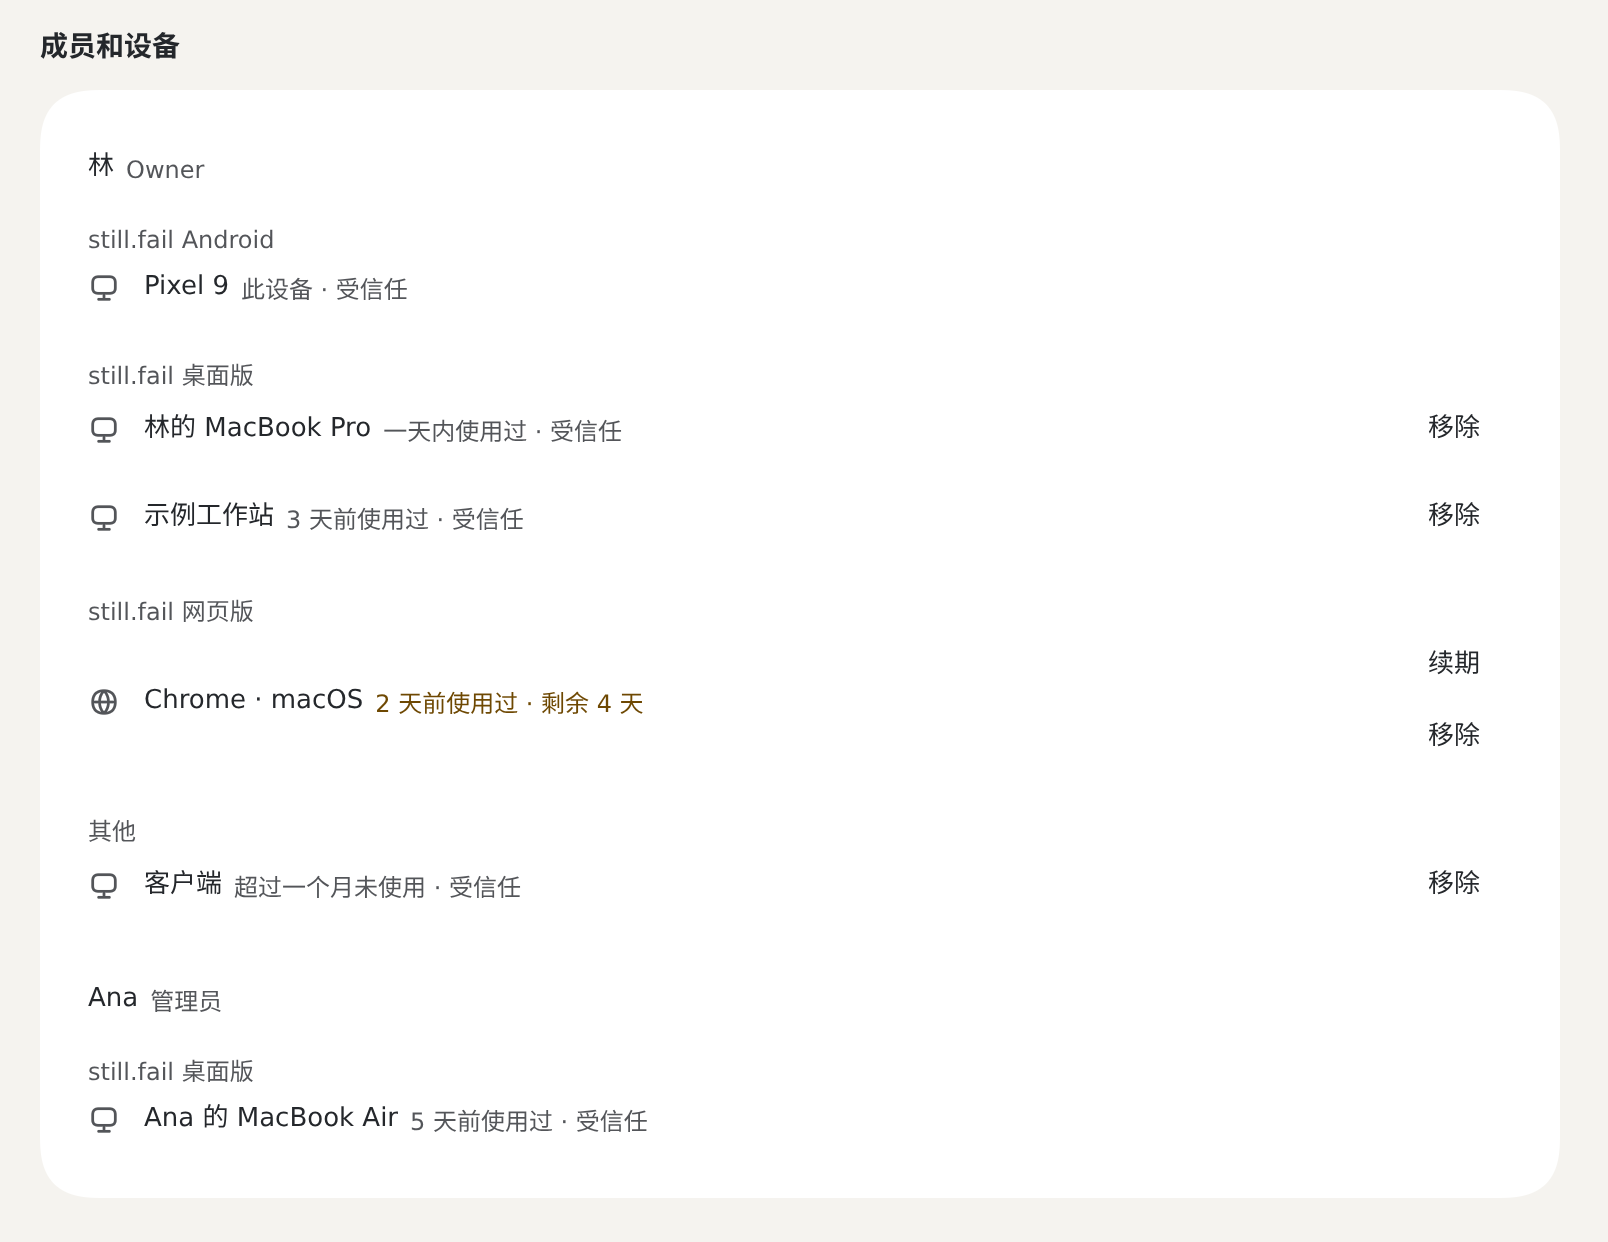 成员和设备
林 Owner
still.fail Android
Pixel 9 此设备 · 受信任
still.fail 桌面版
林的 MacBook Pro 一天内使用过 · 受信任 移除
示例工作站 3 天前使用过 · 受信任 移除
still.fail 网页版
续期
Chrome · macOS 2 天前使用过 · 剩余 4 天
移除
其他
客户端 超过一个月未使用 · 受信任 移除
Ana 管理员
still.fail 桌面版
Ana 的 MacBook Air 5 天前使用过 · 受信任